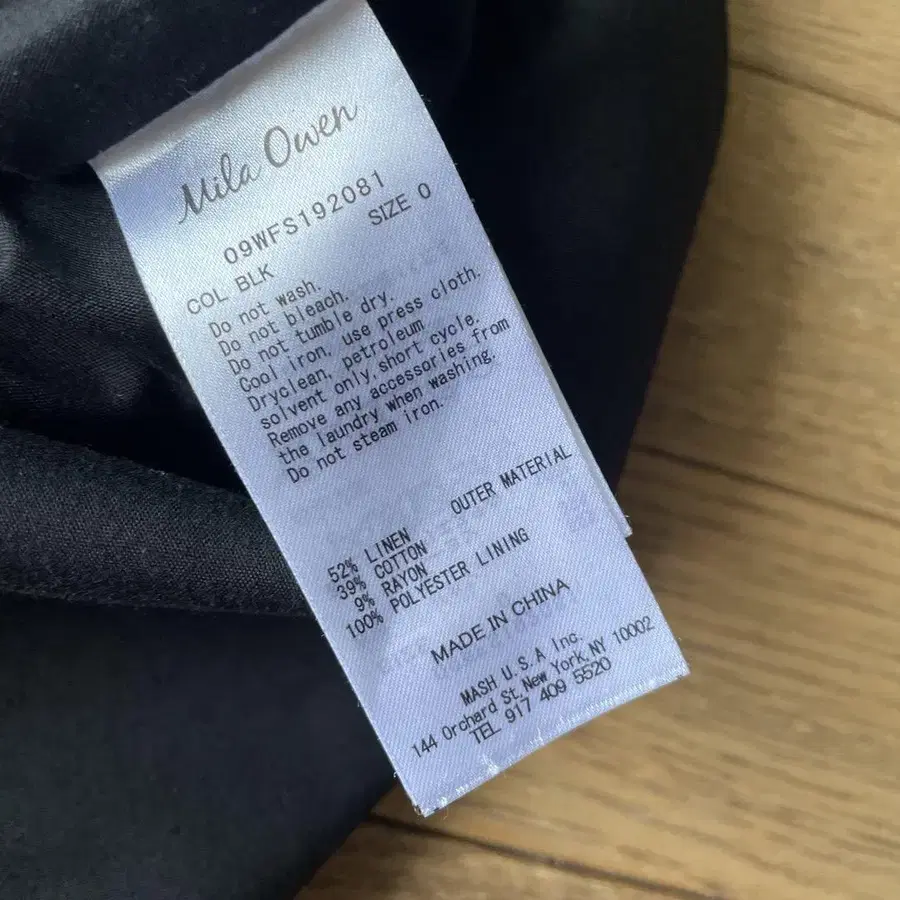 Mila Owen
09WFS192081
SIZE 0
COL BLK
Do not wash.
Do not bleach.
Do not tumble dry.
Cool iron, use press cloth.
Dryclean, petroleum
solvent only,short cycle.
Remove any accessories from
the laundry when washing.
Do not steam iron.
OUTER MATERIAL
52% LINEN
39% COTTON
9% RAYON
100% POLYESTER LINING
MADE IN CHINA
MASH U.S.A Inc.
144 Orchard St.New York,NY 10002
TEL 917 409 5520